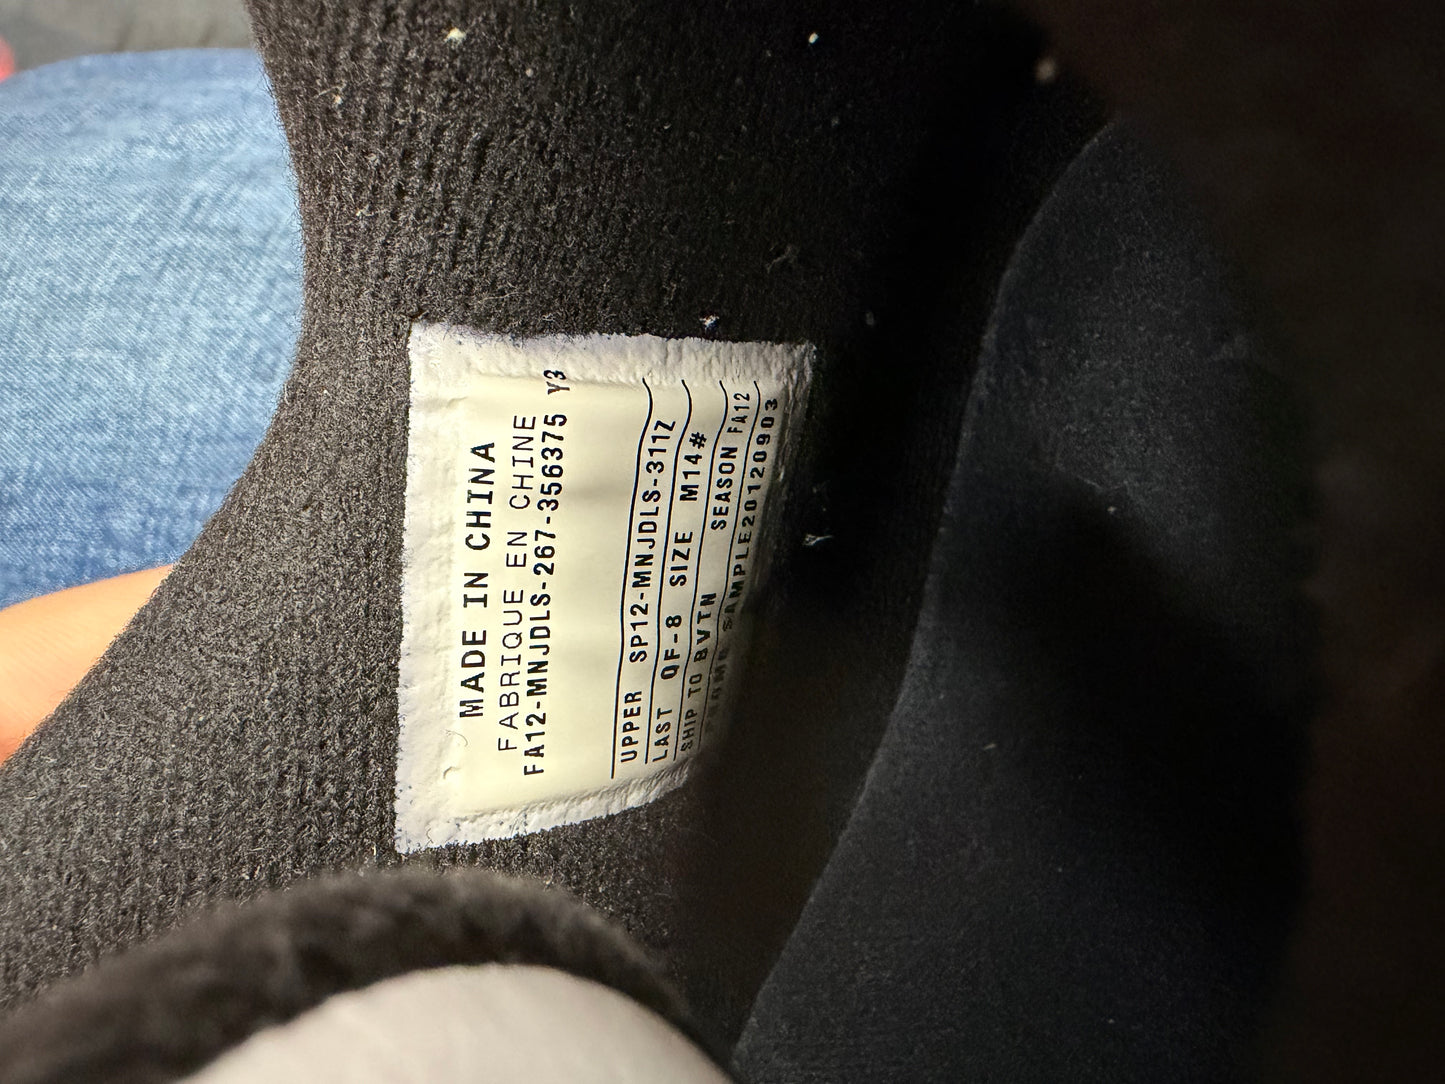 MADE IN CHINA
FABRIQUE EN CHINE
FA12-MNJDLS-267-356375 Y3
UPPER SP12-MNJDLS-311Z
LAST QF-8 SIZE M14#
SHIP TO BVTN SEASON FA12
SAMPLE20120903